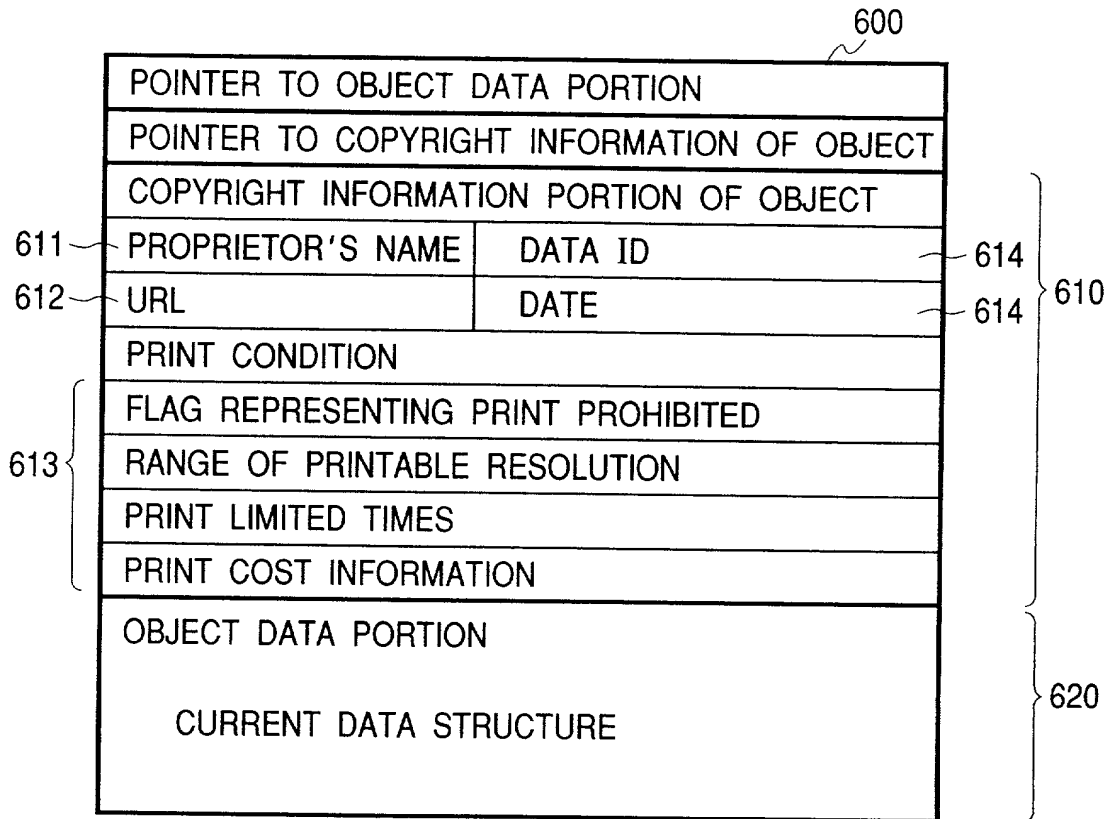 600
POINTER TO OBJECT DATA PORTION
POINTER TO COPYRIGHT INFORMATION OF OBJECT
COPYRIGHT INFORMATION PORTION OF OBJECT
611 PROPRIETOR'S NAME DATA ID 614
612 URL DATE 614
610
PRINT CONDITION
FLAG REPRESENTING PRINT PROHIBITED
613
RANGE OF PRINTABLE RESOLUTION
PRINT LIMITED TIMES
PRINT COST INFORMATION
OBJECT DATA PORTION
620
CURRENT DATA STRUCTURE